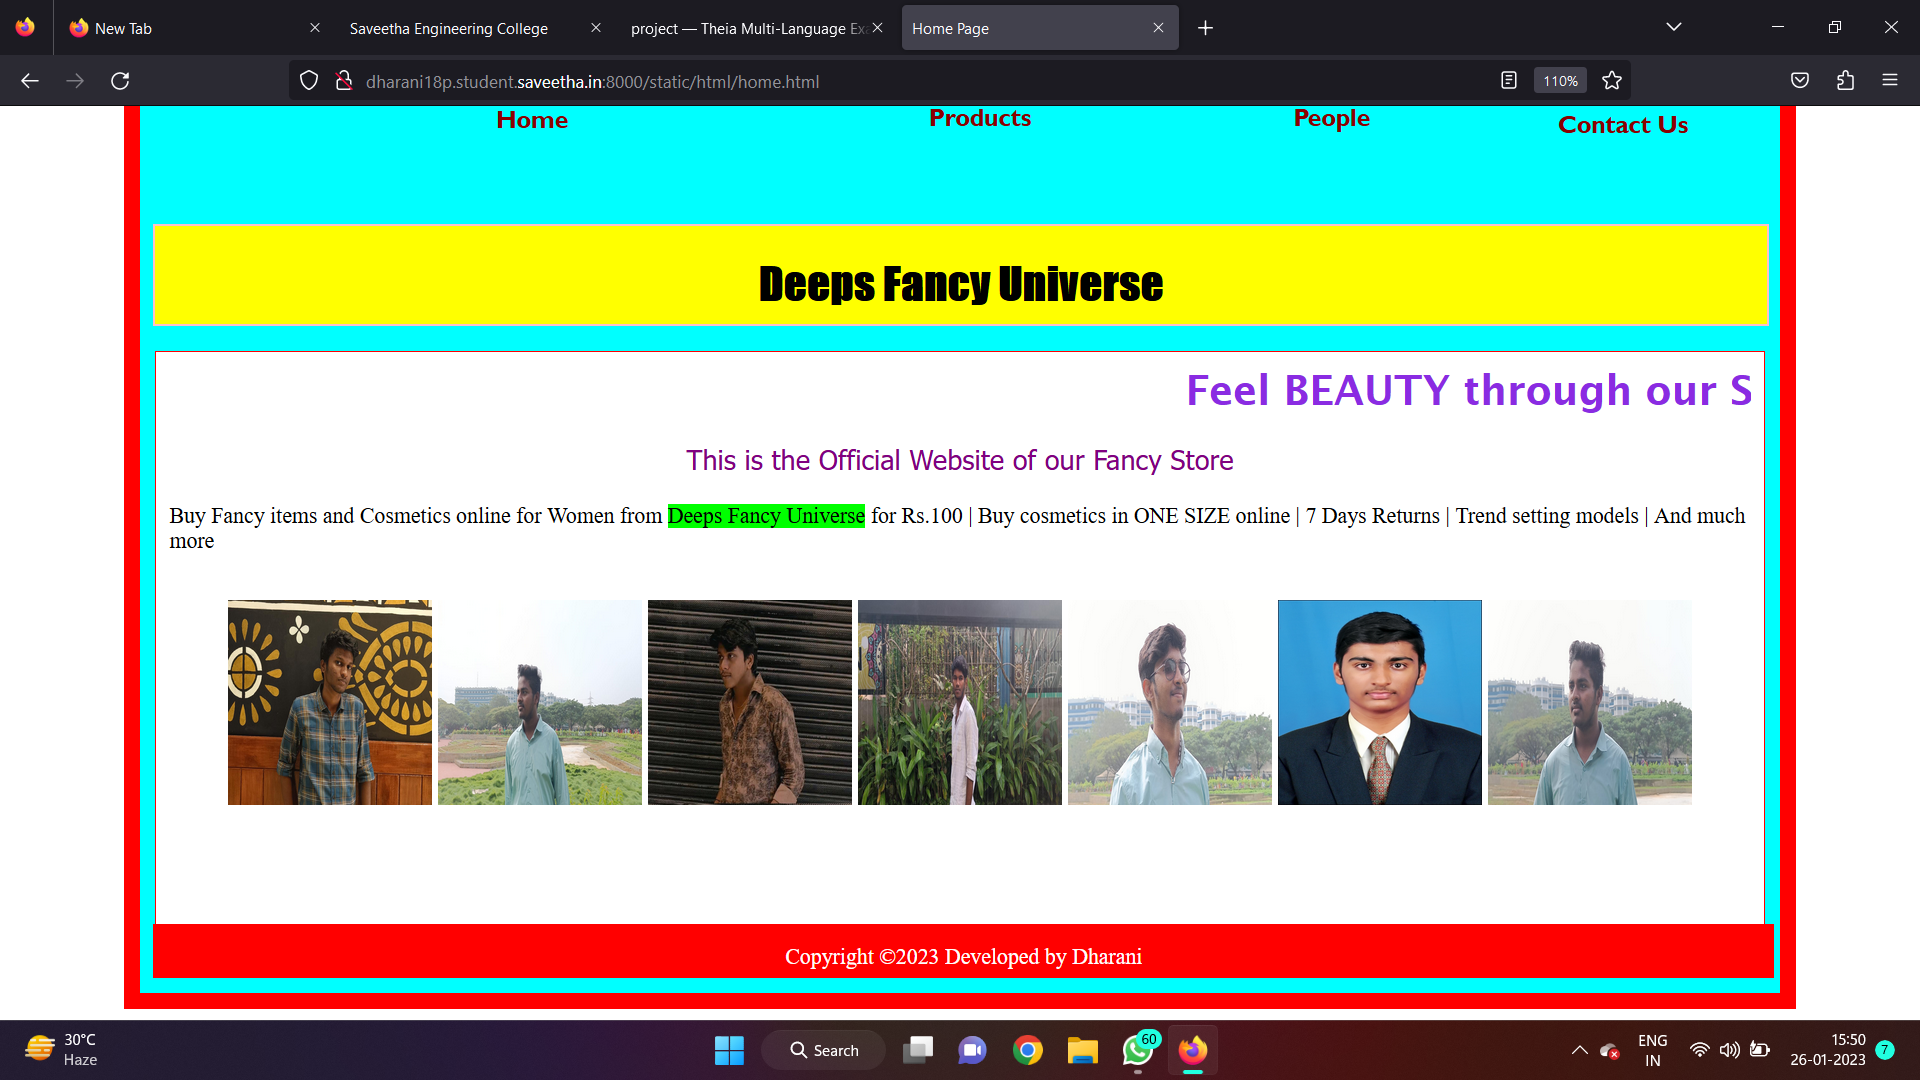 New Tab
Saveetha Engineering College
project — Theia Multi-Language Exa
Home Page
dharani18p.student.saveetha.in:8000/static/html/home.html
110%
Home
Products
People
Contact Us
Deeps Fancy Universe
Feel BEAUTY through our S
This is the Official Website of our Fancy Store
Buy Fancy items and Cosmetics online for Women from Deeps Fancy Universe for Rs.100 | Buy cosmetics in ONE SIZE online | 7 Days Returns | Trend setting models | And much
more
Copyright ©2023 Developed by Dharani
30°C
Haze
Search
60
ENG
IN
15:50
26-01-2023
7